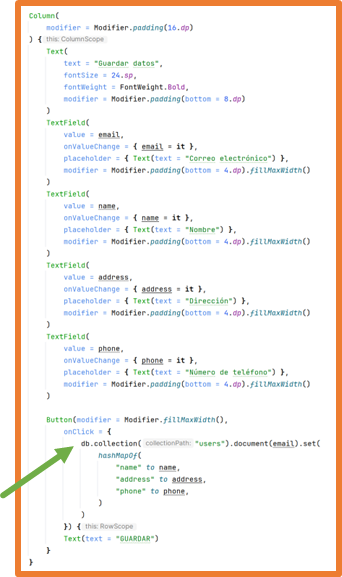 Column(
    modifier = Modifier.padding(16.dp)
) { this: ColumnScope
    Text(
        text = "Guardar datos",
        fontSize = 24.sp,
        fontWeight = FontWeight.Bold,
        modifier = Modifier.padding(bottom = 8.dp)
    )
    TextField(
        value = email,
        onValueChange = { email = it },
        placeholder = { Text(text = "Correo electrónico") },
        modifier = Modifier.padding(bottom = 4.dp).fillMaxWidth()
    )
    TextField(
        value = name,
        onValueChange = { name = it },
        placeholder = { Text(text = "Nombre") },
        modifier = Modifier.padding(bottom = 4.dp).fillMaxWidth()
    )
    TextField(
        value = address,
        onValueChange = { address = it },
        placeholder = { Text(text = "Dirección") },
        modifier = Modifier.padding(bottom = 4.dp).fillMaxWidth()
    )
    TextField(
        value = phone,
        onValueChange = { phone = it },
        placeholder = { Text(text = "Número de teléfono") },
        modifier = Modifier.padding(bottom = 4.dp).fillMaxWidth()
    )
    Button(modifier = Modifier.fillMaxWidth(),
        onClick = {
            db.collection( collectionPath: "users").document(email).set(
                hashMapOf(
                    "name" to name,
                    "address" to address,
                    "phone" to phone,
                )
            )
        }) { this: RowScope
        Text(text = "GUARDAR")
    }
}